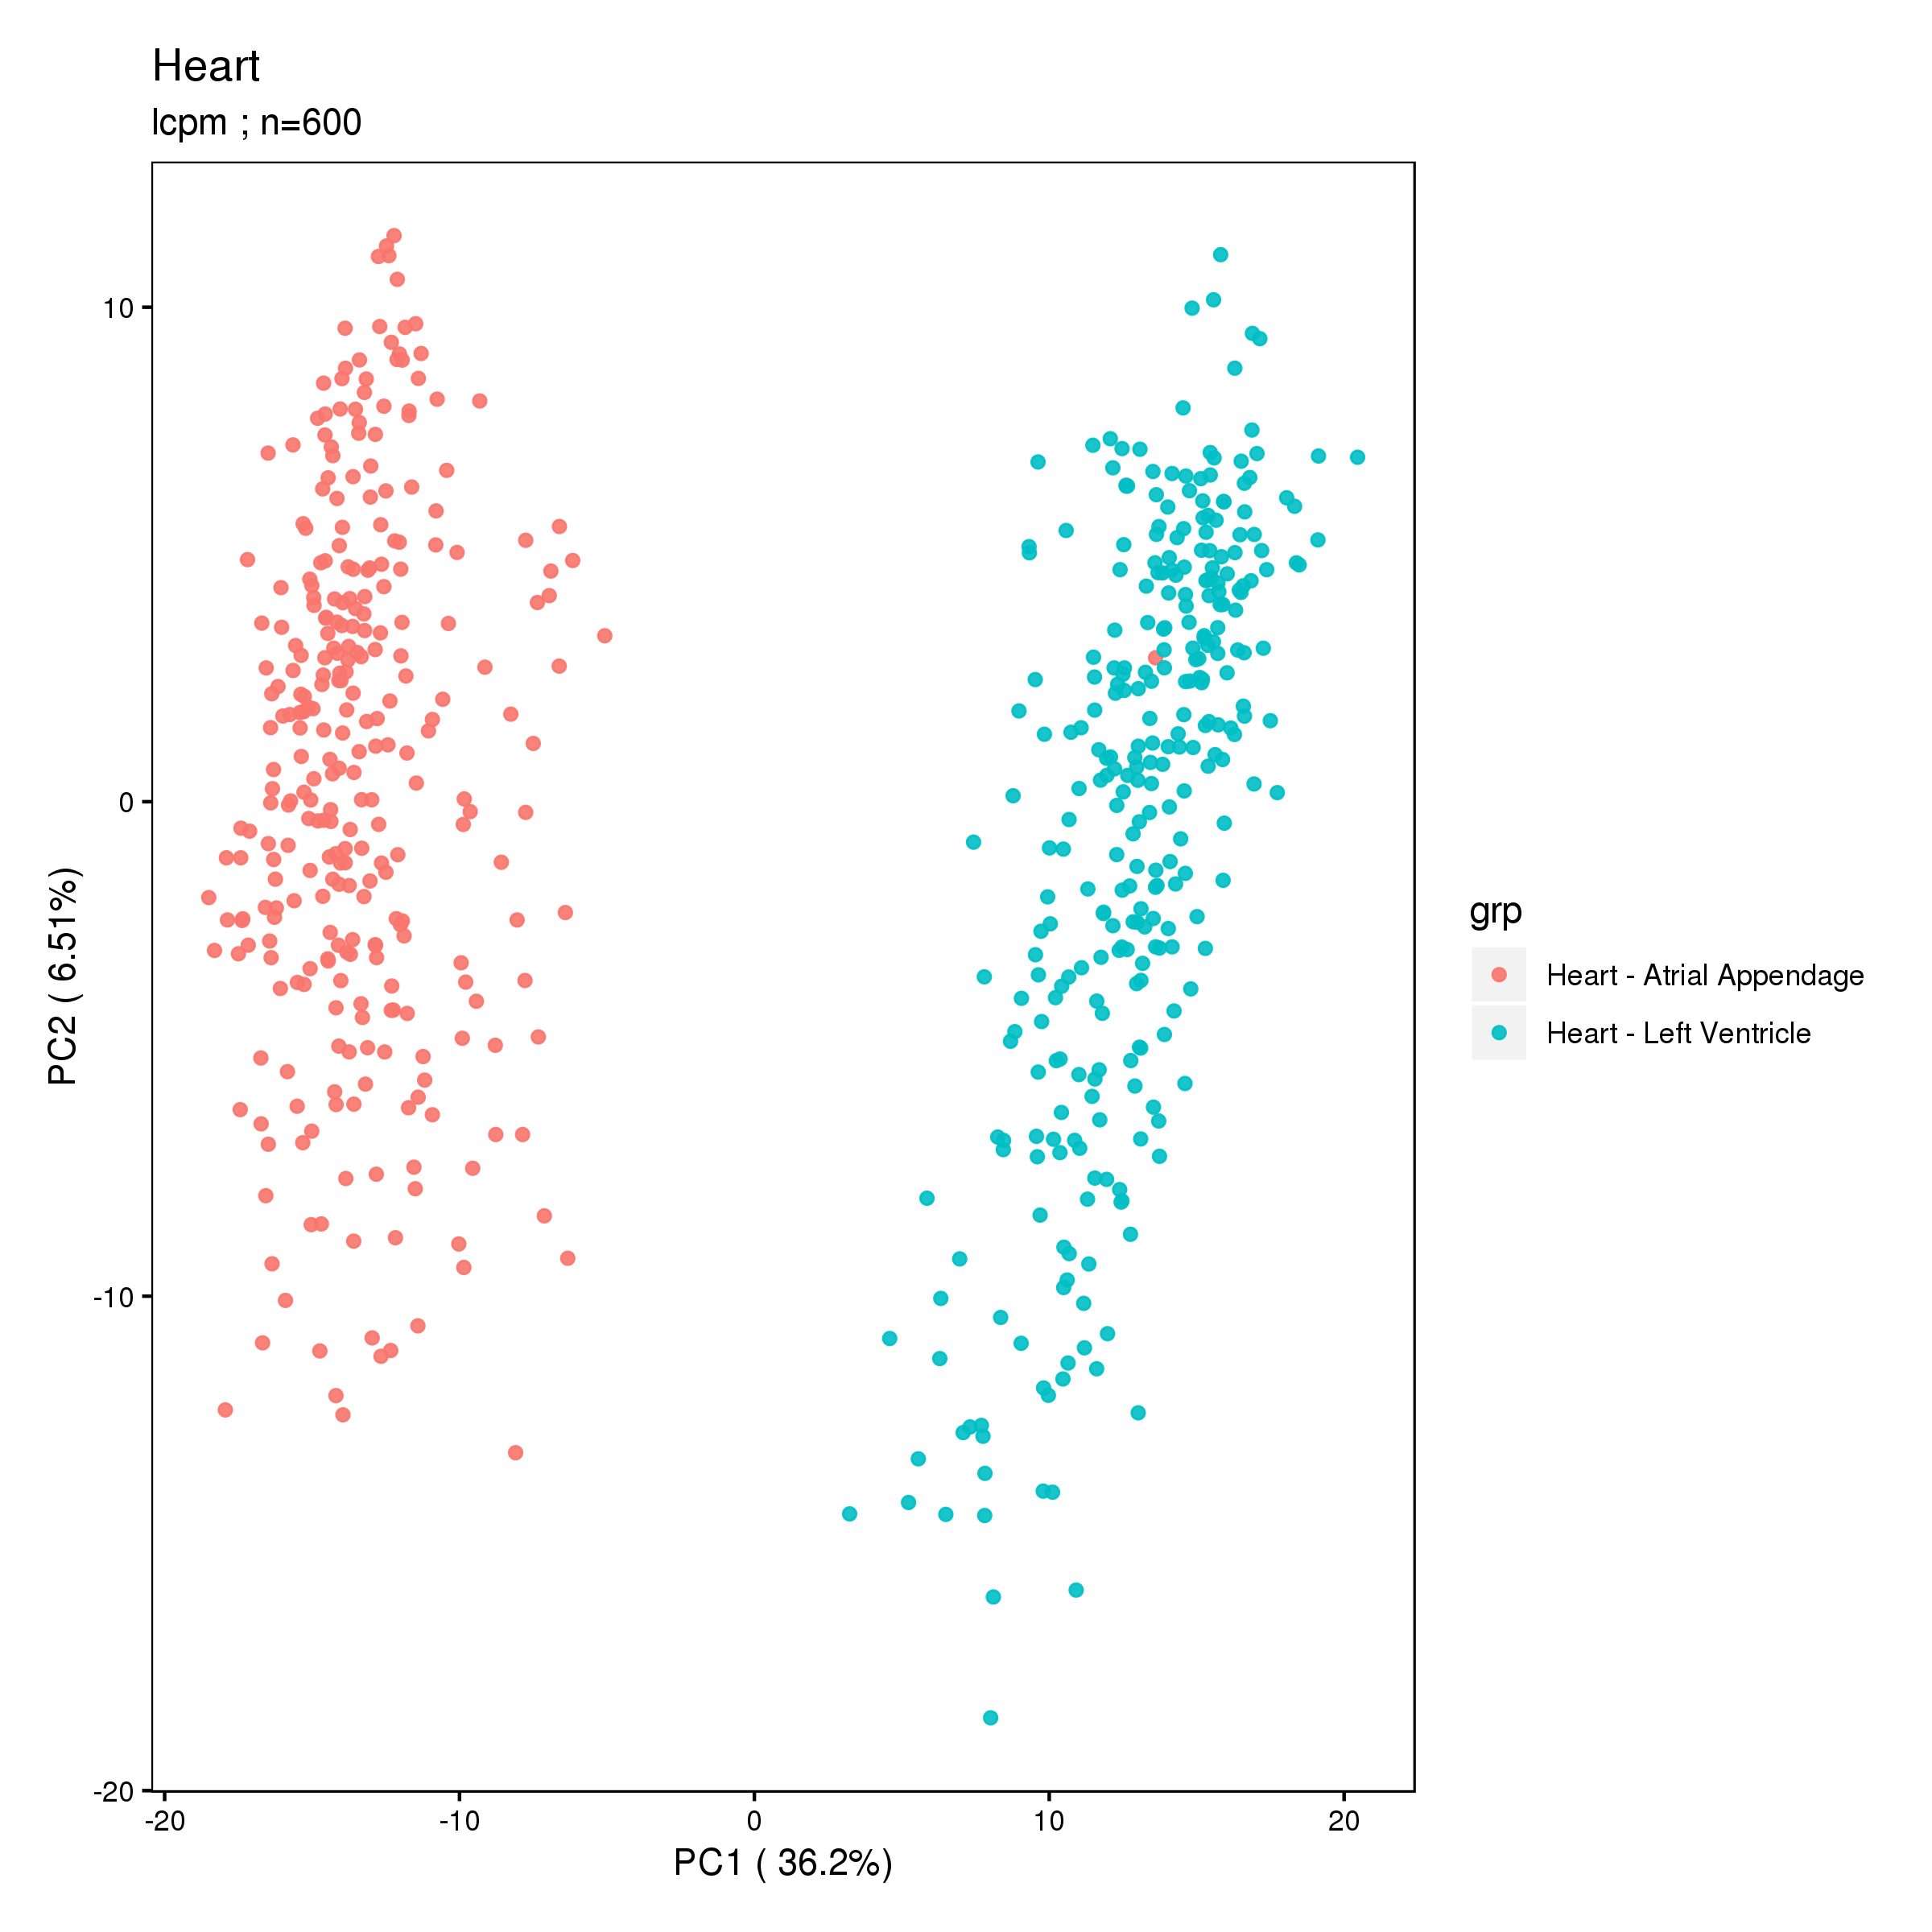 Heart
lcpm ; n=600
10
0
-10
-20
PC2 ( 6.51%)
-20
-10
0
10
20
PC1 ( 36.2%)
grp
Heart - Atrial Appendage
Heart - Left Ventricle